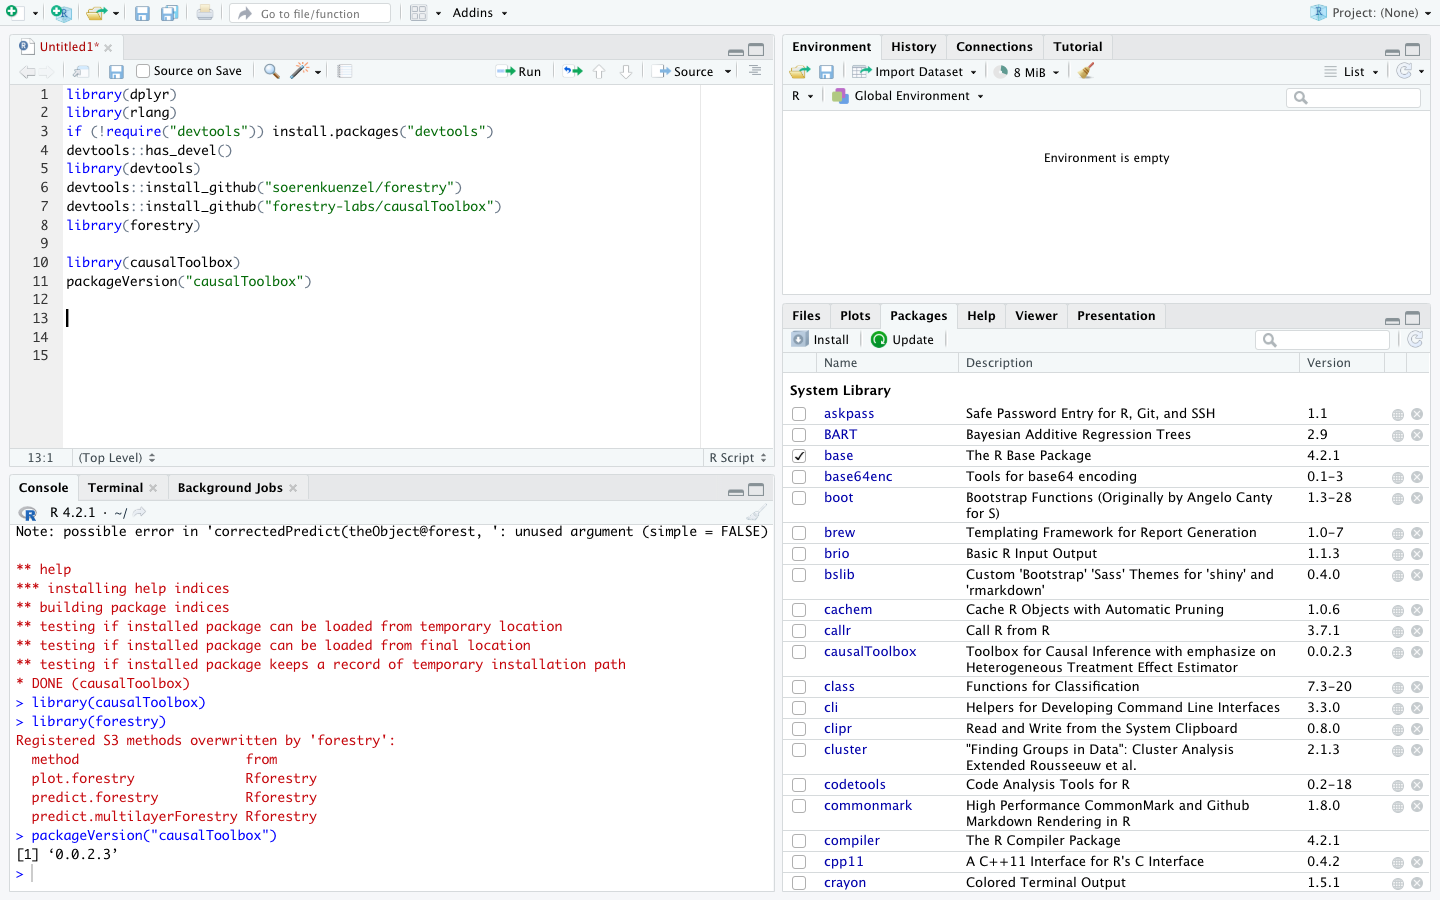 Go to file/function
Addins
Project: (None)
Untitled1*
Source on Save
Run
Source
1 library(dplyr)
2 library(rlang)
3 if (!require("devtools")) install.packages("devtools")
4 devtools::has_devel()
5 library(devtools)
6 devtools::install_github("soerenkuenzel/forestry")
7 devtools::install_github("forestry-labs/causalToolbox")
8 library(forestry)
9
10 library(causalToolbox)
11 packageVersion("causalToolbox")
12
13
14
15
13:1 (Top Level) R Script
Console Terminal Background Jobs
R 4.2.1 · ~/
Note: possible error in 'correctedPredict(theObject@forest, ': unused argument (simple = FALSE)
** help
*** installing help indices
** building package indices
** testing if installed package can be loaded from temporary location
** testing if installed package can be loaded from final location
** testing if installed package keeps a record of temporary installation path
* DONE (causalToolbox)
> library(causalToolbox)
> library(forestry)
Registered S3 methods overwritten by 'forestry':
method from
plot.forestry Rforestry
predict.forestry Rforestry
predict.multilayerForestry Rforestry
> packageVersion("causalToolbox")
[1] ‘0.0.2.3’
>
Environment History Connections Tutorial
Import Dataset 8 MiB List
R Global Environment
Environment is empty
Files Plots Packages Help Viewer Presentation
Install Update
Name Description Version
System Library
askpass Safe Password Entry for R, Git, and SSH 1.1
BART Bayesian Additive Regression Trees 2.9
base The R Base Package 4.2.1
base64enc Tools for base64 encoding 0.1-3
boot Bootstrap Functions (Originally by Angelo Canty 1.3-28
for S)
brew Templating Framework for Report Generation 1.0-7
brio Basic R Input Output 1.1.3
bslib Custom 'Bootstrap' 'Sass' Themes for 'shiny' and 0.4.0
'rmarkdown'
cachem Cache R Objects with Automatic Pruning 1.0.6
callr Call R from R 3.7.1
causalToolbox Toolbox for Causal Inference with emphasize on 0.0.2.3
Heterogeneous Treatment Effect Estimator
class Functions for Classification 7.3-20
cli Helpers for Developing Command Line Interfaces 3.3.0
clipr Read and Write from the System Clipboard 0.8.0
cluster "Finding Groups in Data": Cluster Analysis 2.1.3
Extended Rousseeuw et al.
codetools Code Analysis Tools for R 0.2-18
commonmark High Performance CommonMark and Github 1.8.0
Markdown Rendering in R
compiler The R Compiler Package 4.2.1
cpp11 A C++11 Interface for R's C Interface 0.4.2
crayon Colored Terminal Output 1.5.1